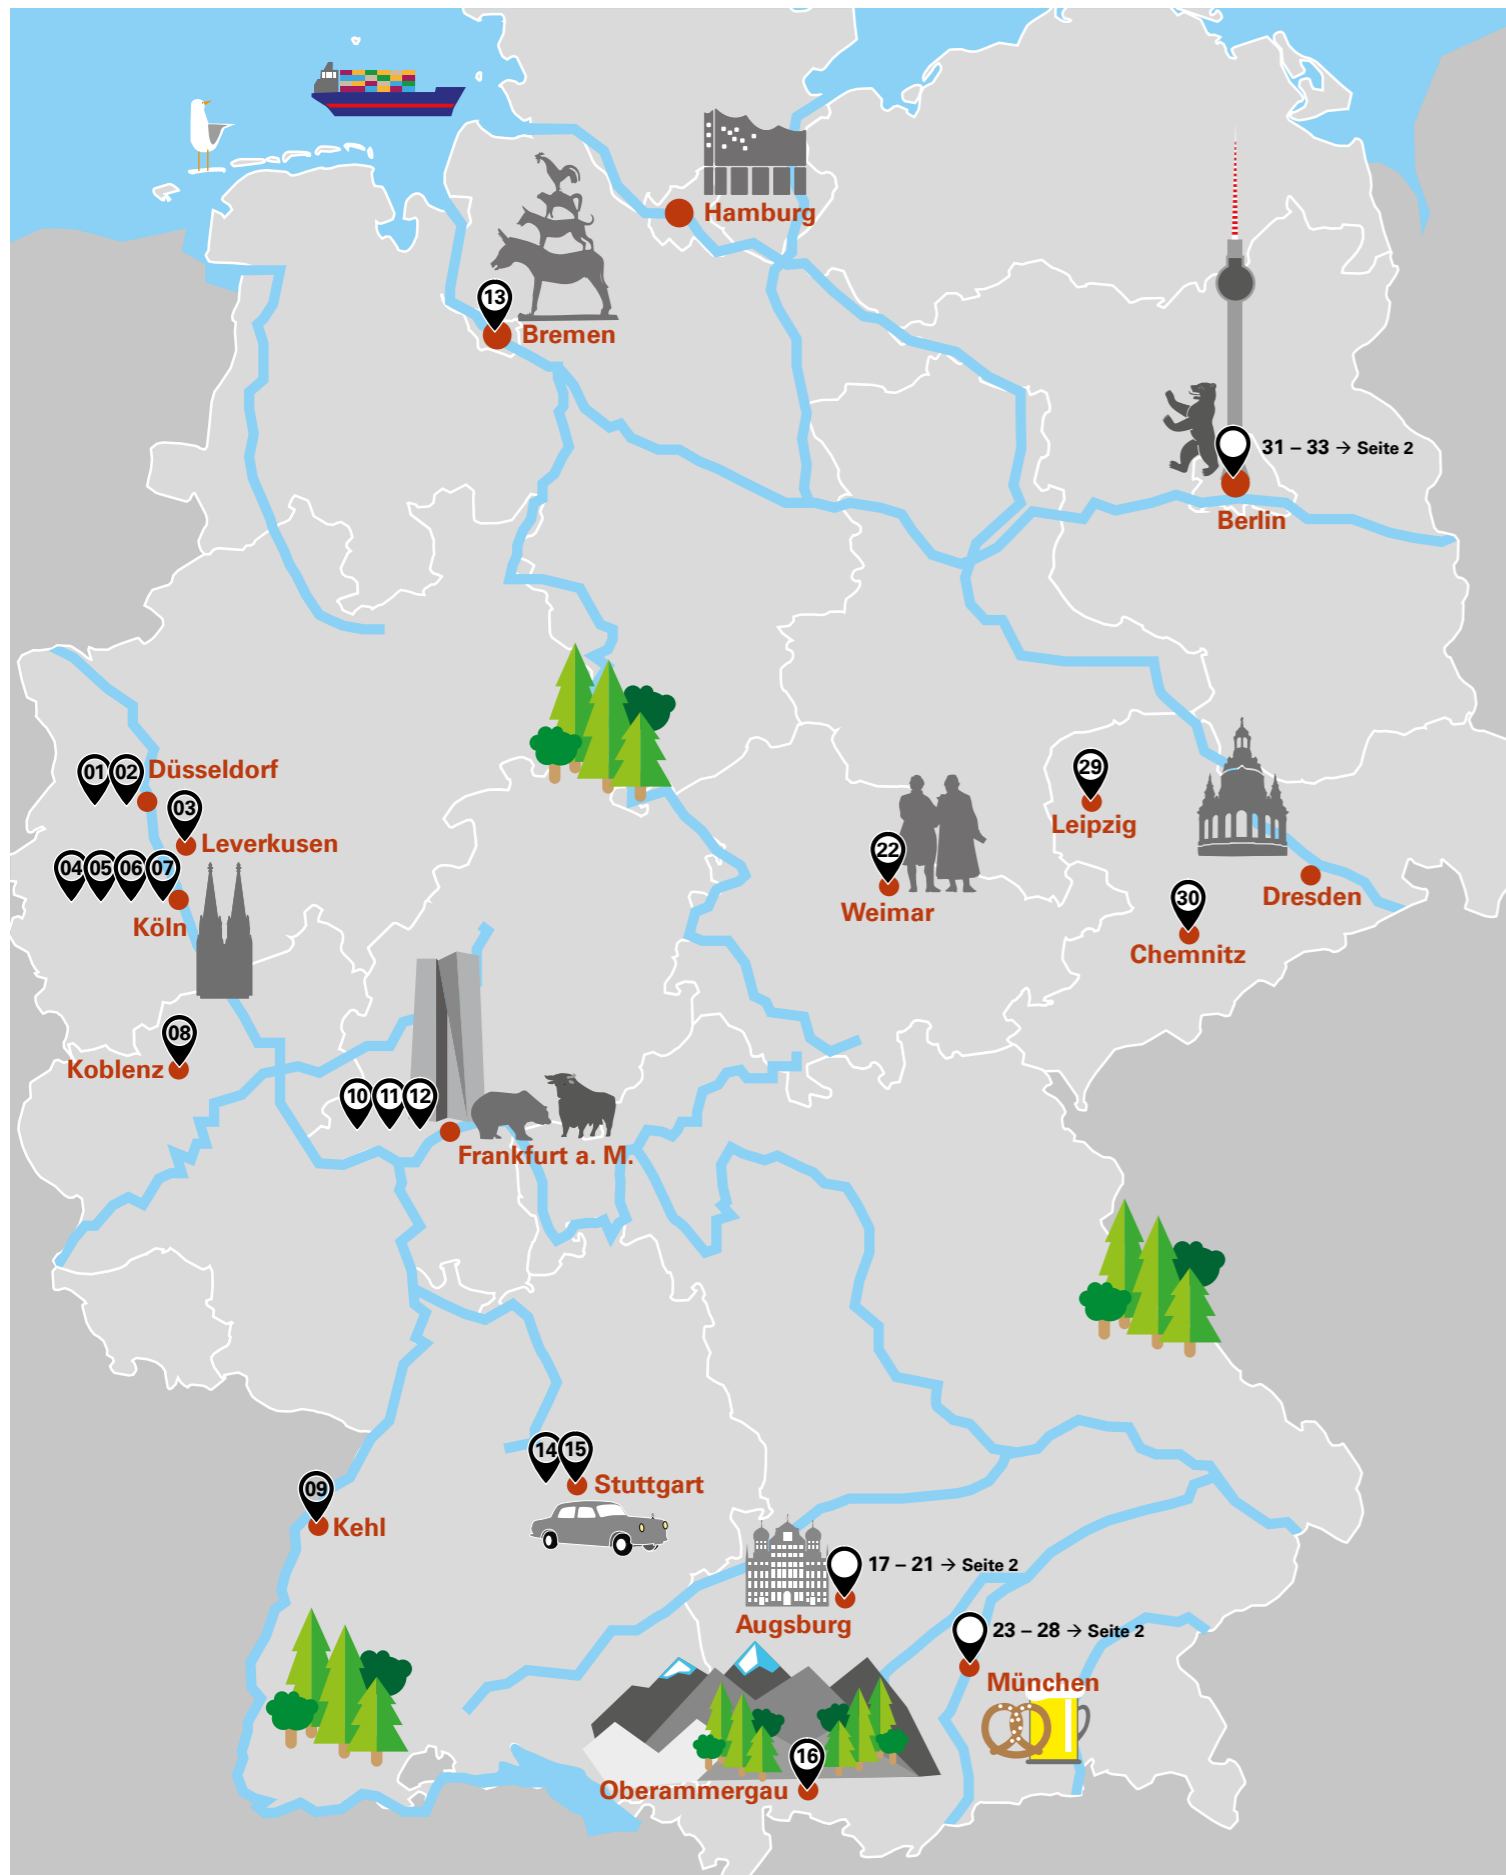 Hamburg
13
Bremen
31 – 33 → Seite 2
Berlin
01 02 Düsseldorf
03
Leverkusen
04 05 06 07
Köln
29
Leipzig
22
Weimar
Dresden
30
Chemnitz
08
Koblenz
10 11 12
Frankfurt a. M.
14 15
Stuttgart
09
Kehl
17 – 21 → Seite 2
Augsburg
23 – 28 → Seite 2
München
16
Oberammergau